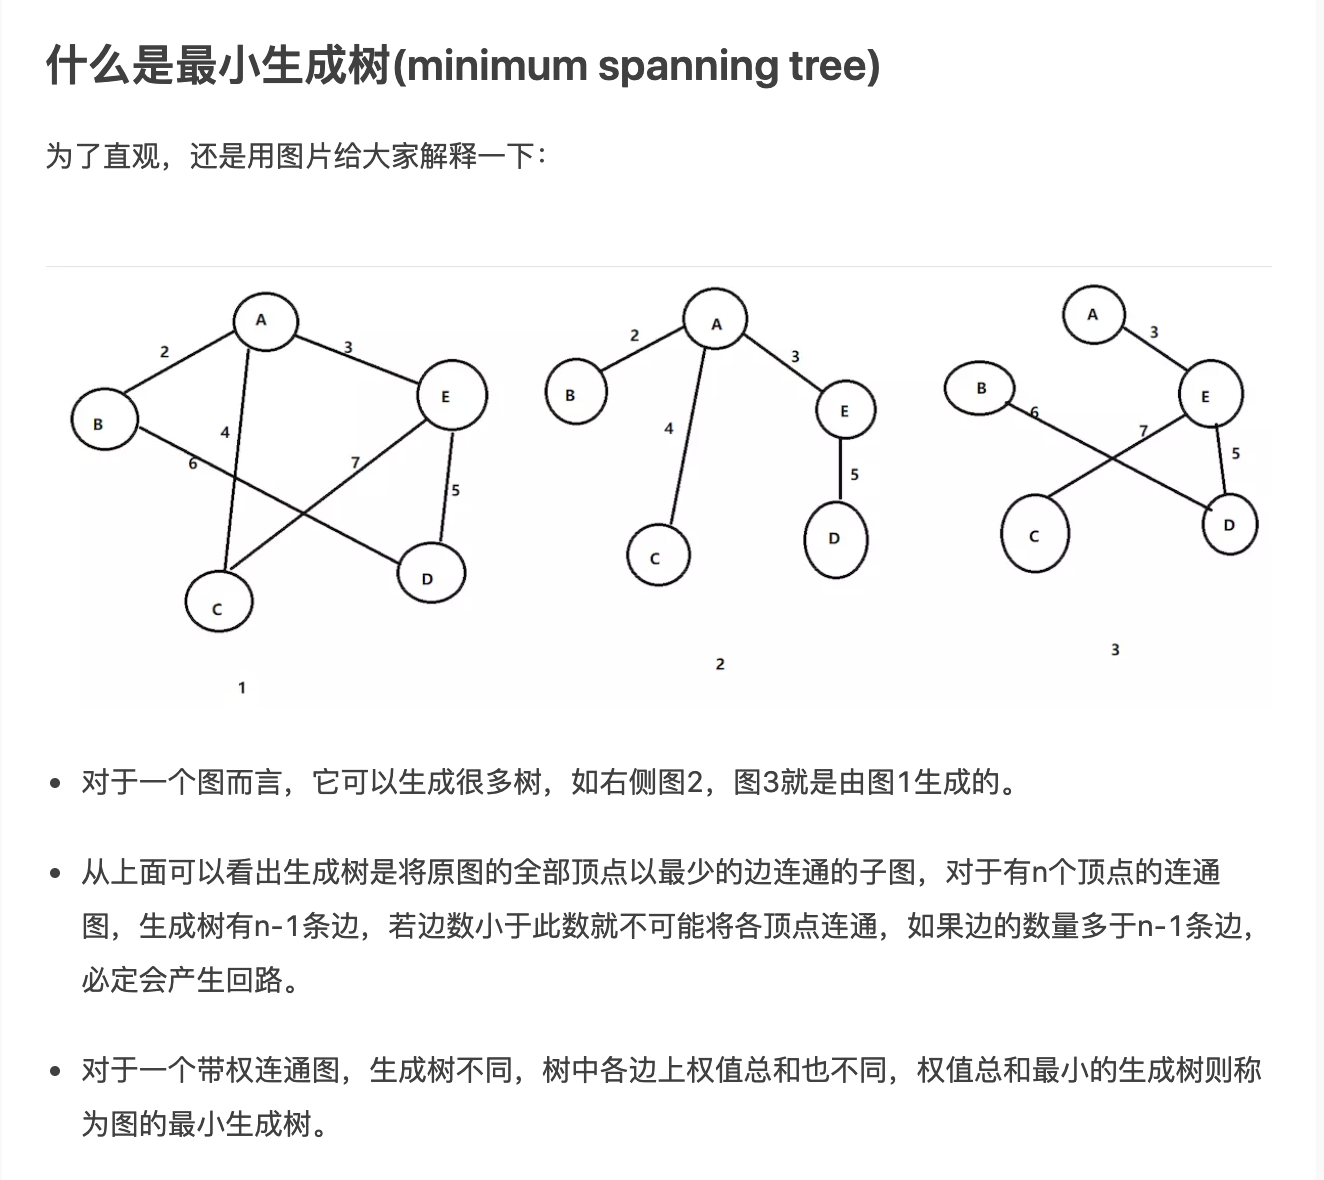 什么是最小生成树(minimum spanning tree)
为了直观，还是用图片给大家解释一下：
A
2
3
B
E
4
6
7
5
C
D
1
A
2
3
B
E
4
5
C
D
2
A
3
B
E
6
7
5
C
D
3
对于一个图而言，它可以生成很多树，如右侧图2，图3就是由图1生成的。
从上面可以看出生成树是将原图的全部顶点以最少的边连通的子图，对于有n个顶点的连通
图，生成树有n-1条边，若边数小于此数就不可能将各顶点连通，如果边的数量多于n-1条边，
必定会产生回路。
对于一个带权连通图，生成树不同，树中各边上权值总和也不同，权值总和最小的生成树则称
为图的最小生成树。